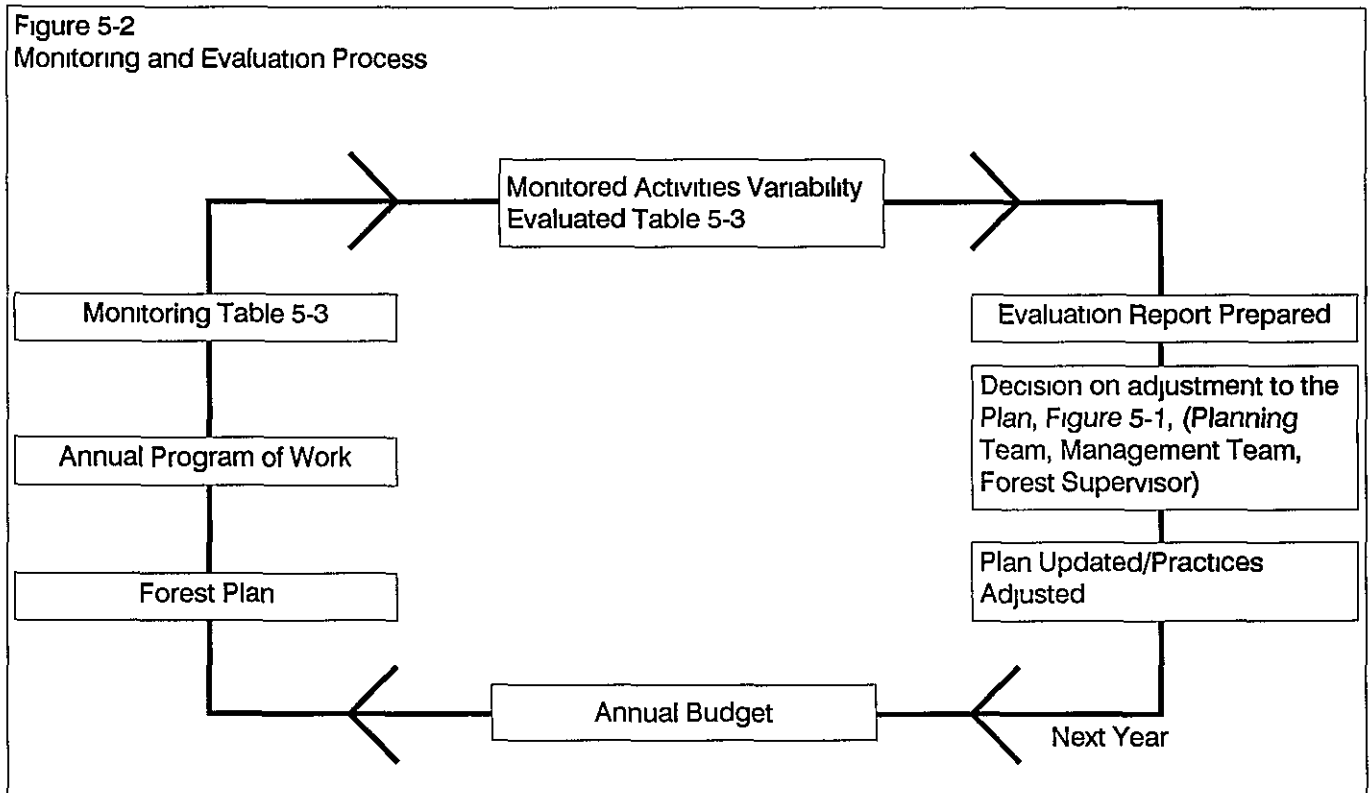 Figure 5-2
Monitoring and Evaluation Process
Monitored Activities Variability
Evaluated Table 5-3
Monitoring Table 5-3
Evaluation Report Prepared
Decision on adjustment to the
Plan, Figure 5-1, (Planning
Team, Management Team,
Forest Supervisor)
Annual Program of Work
Plan Updated/Practices
Adjusted
Forest Plan
Annual Budget
Next Year